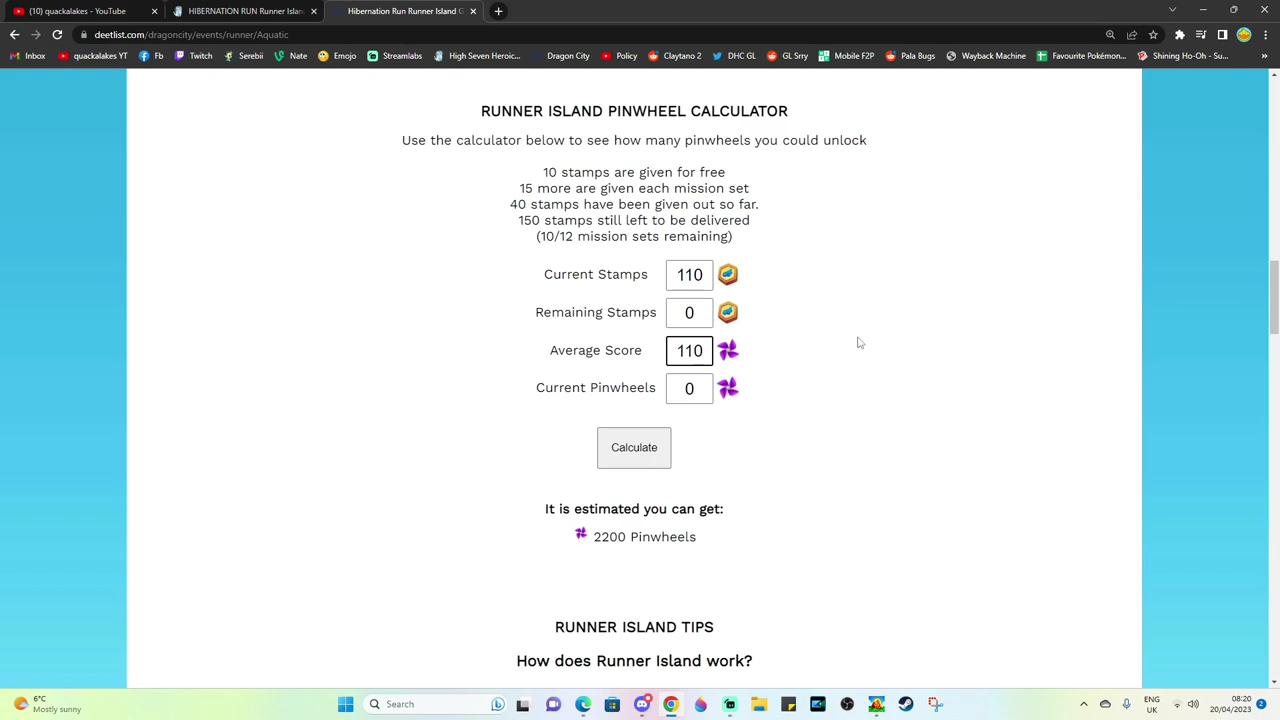 (10) quackalakes - YouTube
HIBERNATION RUN Runner Islan
Hibernation Run Runner Island G
deetlist.com/dragoncity/events/runner/Aquatic
Inbox
quackalakes YT
Fb
Twitch
Serebii
Nate
Emojo
Streamlabs
High Seven Heroic...
Dragon City
Policy
Claytano 2
DHC GL
GL Srry
Mobile F2P
Pala Bugs
Wayback Machine
Favourite Pokémon...
Shining Ho-Oh - Su...
RUNNER ISLAND PINWHEEL CALCULATOR
Use the calculator below to see how many pinwheels you could unlock
10 stamps are given for free
15 more are given each mission set
40 stamps have been given out so far.
150 stamps still left to be delivered
(10/12 mission sets remaining)
Current Stamps 110
Remaining Stamps 0
Average Score 110
Current Pinwheels 0
Calculate
It is estimated you can get:
2200 Pinwheels
RUNNER ISLAND TIPS
How does Runner Island work?
6°C
Mostly sunny
Search
ENG
UK
08:20
20/04/2023
2